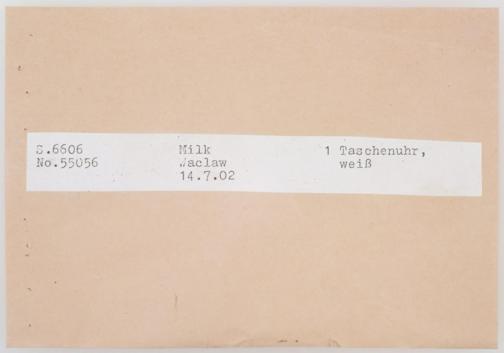 S.6606 Milk 1 Taschenuhr,
No.55056 Waclaw weiß
14.7.02